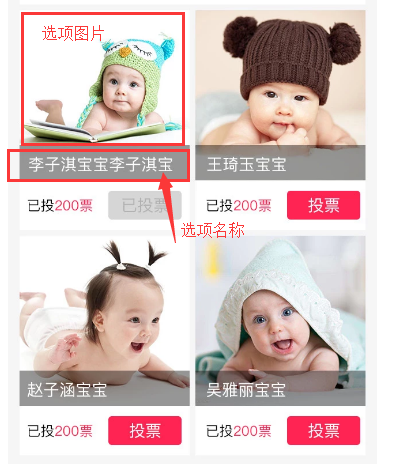 选项图片
李子淇宝宝李子淇宝
王琦玉宝宝
已投200票
已投票
已投200票
投票
选项名称
赵子涵宝宝
吴雅丽宝宝
已投200票
投票
已投200票
投票